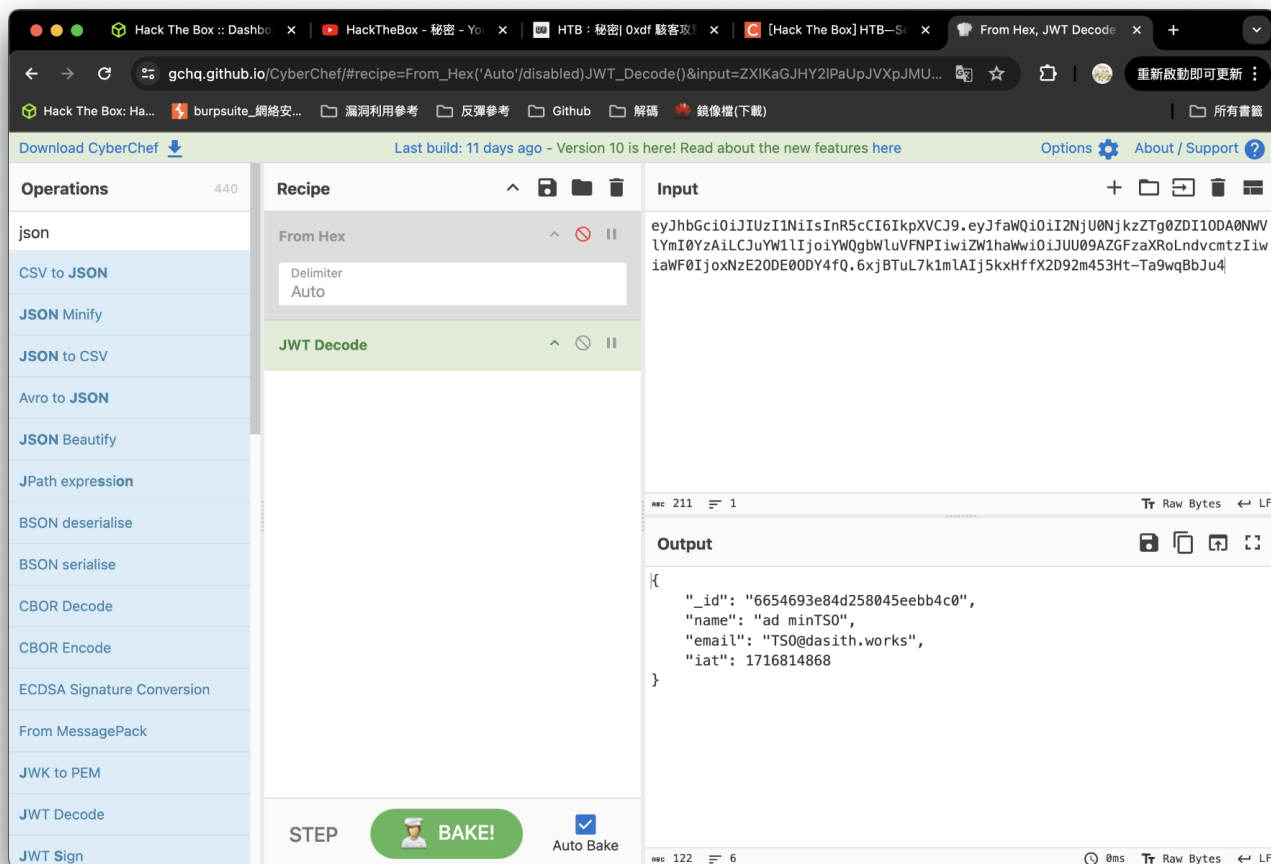 Hack The Box :: Dashbo
HackTheBox - 秘密 - Yo
HTB：秘密| 0xdf 駭客攻
[Hack The Box] HTB—Se
From Hex, JWT Decode
gchq.github.io/CyberChef/#recipe=From_Hex('Auto'/disabled)JWT_Decode()&input=ZXlKaGJHY2lPaUpJVXpJMU...
重新啟動即可更新
Hack The Box: Ha...
burpsuite_網絡安...
漏洞利用參考
反彈參考
Github
解碼
鏡像檔(下載)
所有書籤
Download CyberChef
Last build: 11 days ago - Version 10 is here! Read about the new features here
Options
About / Support
Operations
440
json
CSV to JSON
JSON Minify
JSON to CSV
Avro to JSON
JSON Beautify
JPath expression
BSON deserialise
BSON serialise
CBOR Decode
CBOR Encode
ECDSA Signature Conversion
From MessagePack
JWK to PEM
JWT Decode
JWT Sign
Recipe
From Hex
Delimiter
Auto
JWT Decode
STEP
BAKE!
Auto Bake
Input
eyJhbGciOiJIUzI1NiIsInR5cCI6IkpXVCJ9.eyJfaWQiOiI2NjU0NjkzZTg0ZDI1ODA0NWV
lYmI0YzAiLCJuYW1lIjoiYWQgbWluVFNPIiwiZW1haWwiOiJUU09AZGFzaXRoLndvcmtzIiw
iaWF0IjoxNzE2ODE0ODY4fQ.6xjBTuL7k1mlAIj5kxHffX2D92m453Ht-Ta9wqBbJu4
ABC 211 1
Tт Raw Bytes LF
Output
{
"_id": "6654693e84d258045eebb4c0",
"name": "ad minTSO",
"email": "TSO@dasith.works",
"iat": 1716814868
}
ABC 122 6
0ms Tт Raw Bytes LF